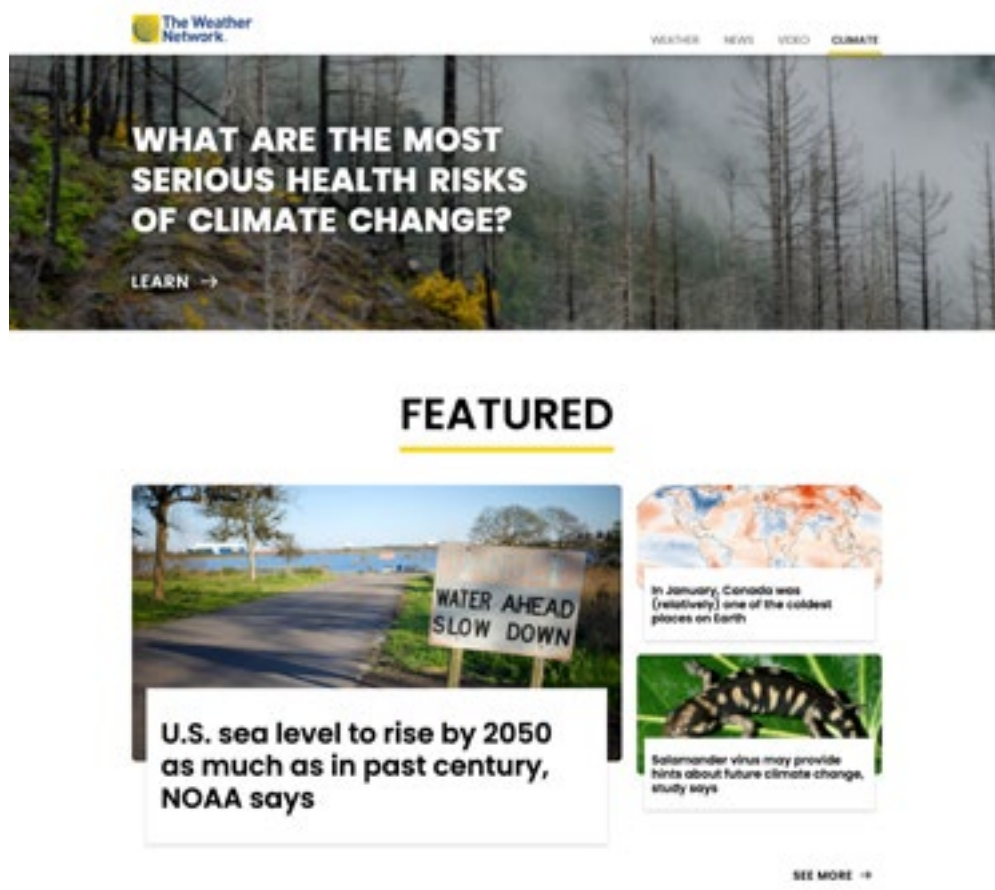 The Weather
Network.
WEATHER NEWS VIDEO CLIMATE
WHAT ARE THE MOST
SERIOUS HEALTH RISKS
OF CLIMATE CHANGE?
LEARN →
FEATURED
WATER AHEAD
SLOW DOWN
U.S. sea level to rise by 2050
as much as in past century,
NOAA says
In January, Canada was
(relatively) one of the coldest
places on Earth
Salamander virus may provide
hints about future climate change,
study says
SEE MORE →